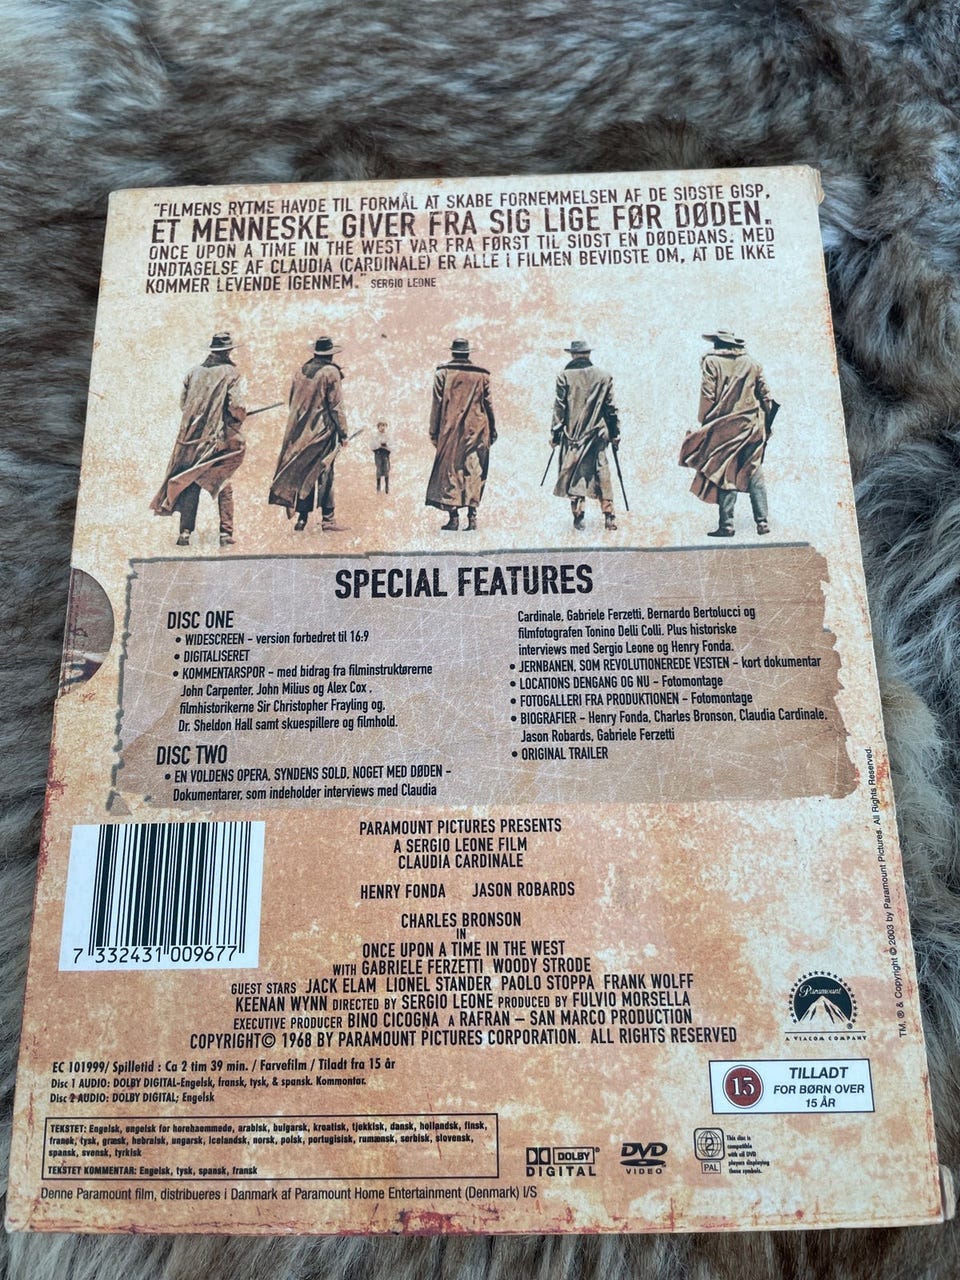 "FILMENS RYTME HAVDE TIL FORMÅL AT SKABE FORNEMMELSEN AF DE SIDSTE GISP,
ET MENNESKE GIVER FRA SIG LIGE FØR DØDEN.
ONCE UPON A TIME IN THE WEST VAR FRA FØRST TIL SIDST EN DØDEDANS. MED
UNDTAGELSE AF CLAUDIA (CARDINALE) ER ALLE I FILMEN BEVIDSTE OM, AT DE IKKE
KOMMER LEVENDE IGENNEM." SERGIO LEONE
SPECIAL FEATURES
DISC ONE
• WIDESCREEN – version forbedret til 16:9
• DIGITALISERET
• KOMMENTARSPOR – med bidrag fra filminstruktørerne
John Carpenter, John Milius og Alex Cox .
filmhistorikerne Sir Christopher Frayling og,
Dr. Sheldon Hall samt skuespillere og filmhold.
DISC TWO
• EN VOLDENS OPERA, SYNDENS SOLD, NOGET MED DØDEN –
Dokumentarer, som indeholder interviews med Claudia
Cardinale, Gabriele Ferzetti, Bernardo Bertolucci og
filmfotografen Tonino Delli Colli. Plus historiske
interviews med Sergio Leone og Henry Fonda.
• JERNBANEN, SOM REVOLUTIONEREDE VESTEN – kort dokumentar
• LOCATIONS DENGANG OG NU – Fotomontage
• FOTOGALLERI FRA PRODUKTIONEN – Fotomontage
• BIOGRAFIER – Henry Fonda, Charles Bronson, Claudia Cardinale,
Jason Robards, Gabriele Ferzetti
• ORIGINAL TRAILER
PARAMOUNT PICTURES PRESENTS
A SERGIO LEONE FILM
CLAUDIA CARDINALE
HENRY FONDA JASON ROBARDS
CHARLES BRONSON
IN
ONCE UPON A TIME IN THE WEST
WITH GABRIELE FERZETTI WOODY STRODE
GUEST STARS JACK ELAM LIONEL STANDER PAOLO STOPPA FRANK WOLFF
KEENAN WYNN DIRECTED BY SERGIO LEONE PRODUCED BY FULVIO MORSELLA
EXECUTIVE PRODUCER BINO CICOGNA A RAFRAN – SAN MARCO PRODUCTION
COPYRIGHT© 1968 BY PARAMOUNT PICTURES CORPORATION. ALL RIGHTS RESERVED
7 332431 009677
Paramount
A VIACOM COMPANY
TM, ® & Copyright © 2003 by Paramount Pictures. All Rights Reserved.
EC 101999/ Spilletid : Ca 2 tim 39 min. / Farvefilm / Tilladt fra 15 år
Disc 1 AUDIO: DOLBY DIGITAL-Engelsk, fransk, tysk, & spansk. Kommentar.
Disc 2 AUDIO: DOLBY DIGITAL; Engelsk
15
TILLADT
FOR BØRN OVER
15 ÅR
TEKSTET: Engelsk, engelsk for hørehæmmede, arabisk, bulgarsk, kroatisk, tjekkisk, dansk, hollandsk, finsk,
fransk, tysk, græsk, hebraisk, ungarsk, icelandsk, norsk, polsk, portugisisk, rumænsk, serbisk, slovensk,
spansk, svensk, tyrkisk
TEKSTET KOMMENTAR: Engelsk, tysk, spansk, fransk
DOLBY
DIGITAL
DVD
VIDEO
2
PAL
This disc is
compatible
with all DVD
players displaying
these symbols.
Denne Paramount film, distribueres i Danmark af Paramount Home Entertainment (Denmark) I/S